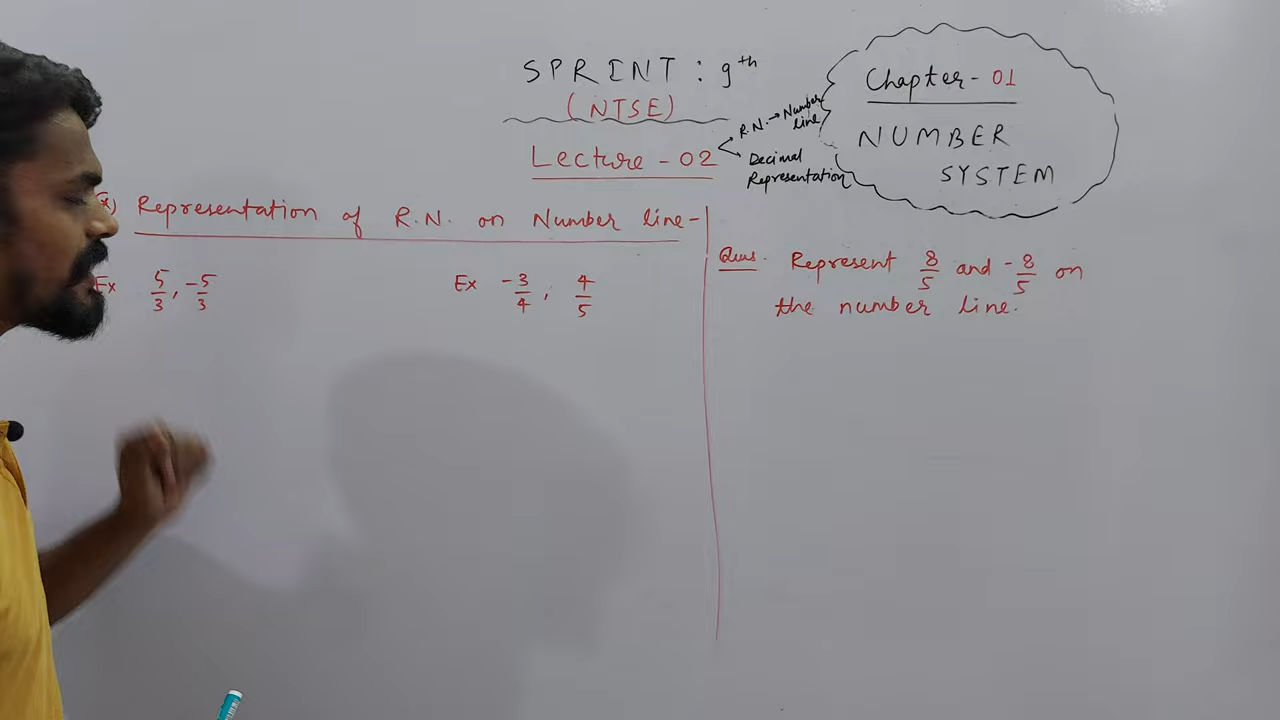 SPRINT : 9th
(NTSE)
Lecture - 02
R.N. → Number line
Decimal Representation
Chapter - 01
NUMBER
SYSTEM
Representation of R.N. on Number line -
Ex 5/3, -5/3
Ex -3/4, 4/5
Ques. Represent 8/5 and -8/5 on
the number line.